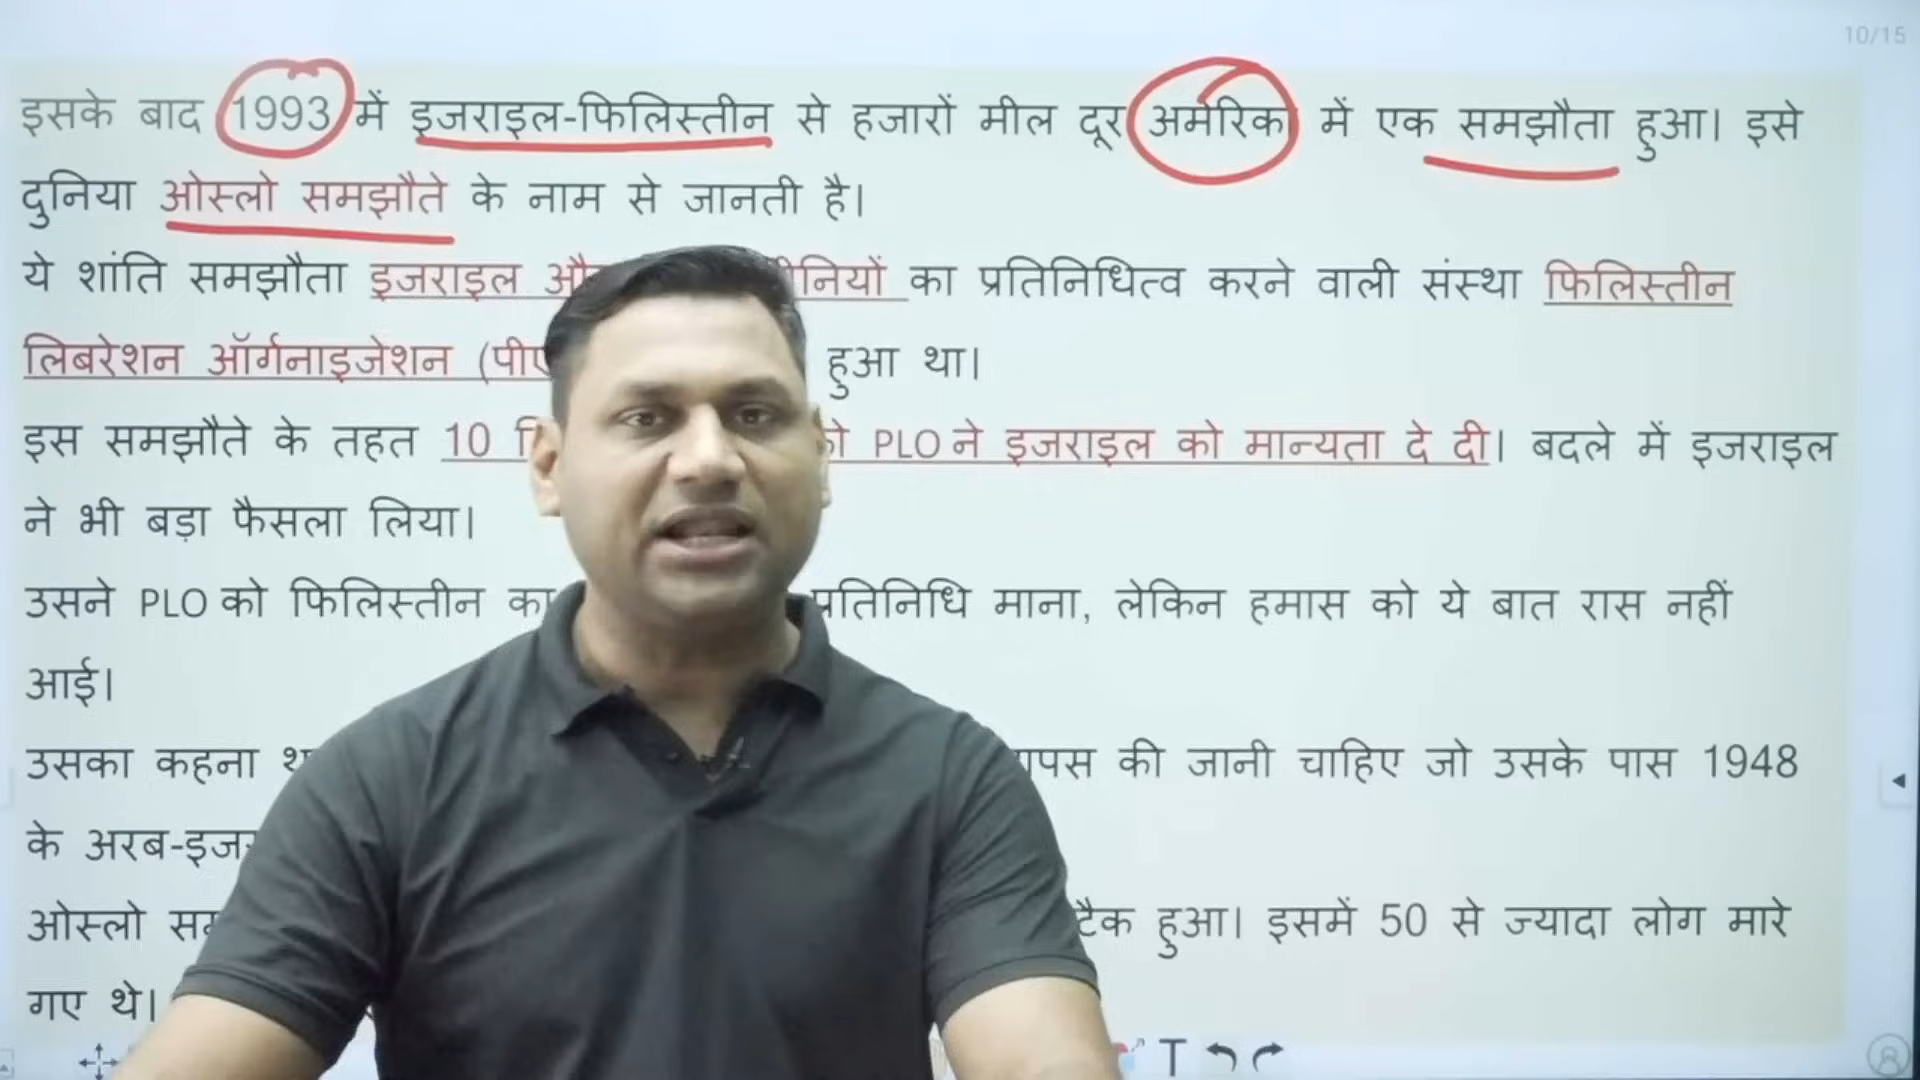 10/15
इसके बाद 1993 में इजराइल-फिलिस्तीन से हजारों मील दूर अमेरिका में एक समझौता हुआ। इसे
दुनिया ओस्लो समझौते के नाम से जानती है।
ये शांति समझौता इजराइल का प्रतिनिधित्व करने वाली संस्था फिलिस्तीन
लिबरेशन ऑर्गनाइजेशन हुआ था।
इस समझौते के तहत 10 PLO ने इजराइल को मान्यता दे दी। बदले में इजराइल
ने भी बड़ा फैसला लिया।
उसने PLO को फिलिस्तीन का प्रतिनिधि माना, लेकिन हमास को ये बात रास नहीं
आई।
उसका कहना की जानी चाहिए जो उसके पास 1948
के
ओस्लो हुआ। इसमें 50 से ज्यादा लोग मारे
गए थे।
T